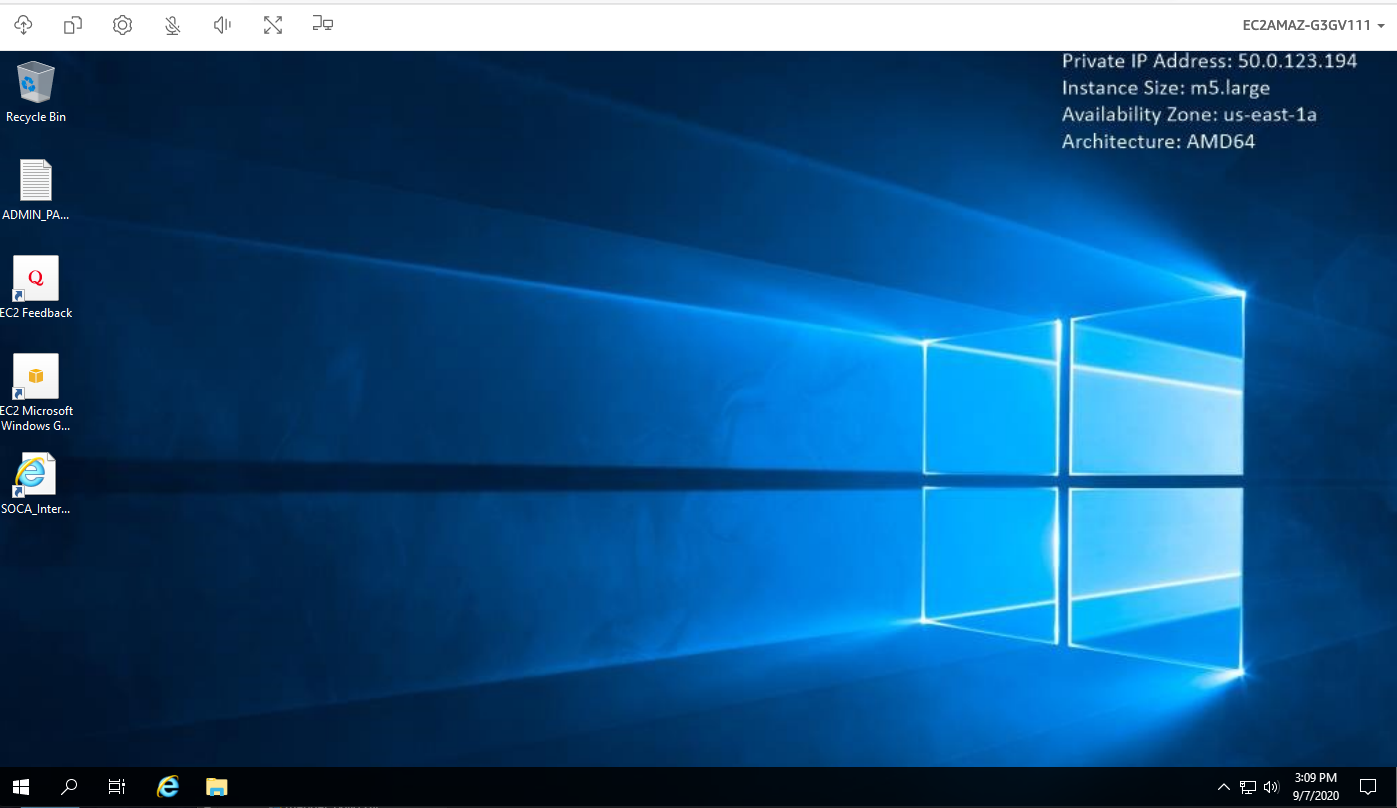 EC2AMAZ-G3GV111
Private IP Address: 50.0.123.194
Instance Size: m5.large
Availability Zone: us-east-1a
Architecture: AMD64
Recycle Bin
ADMIN_PA...
Q
EC2 Feedback
EC2 Microsoft
Windows G...
SOCA_Inter...
3:09 PM
9/7/2020